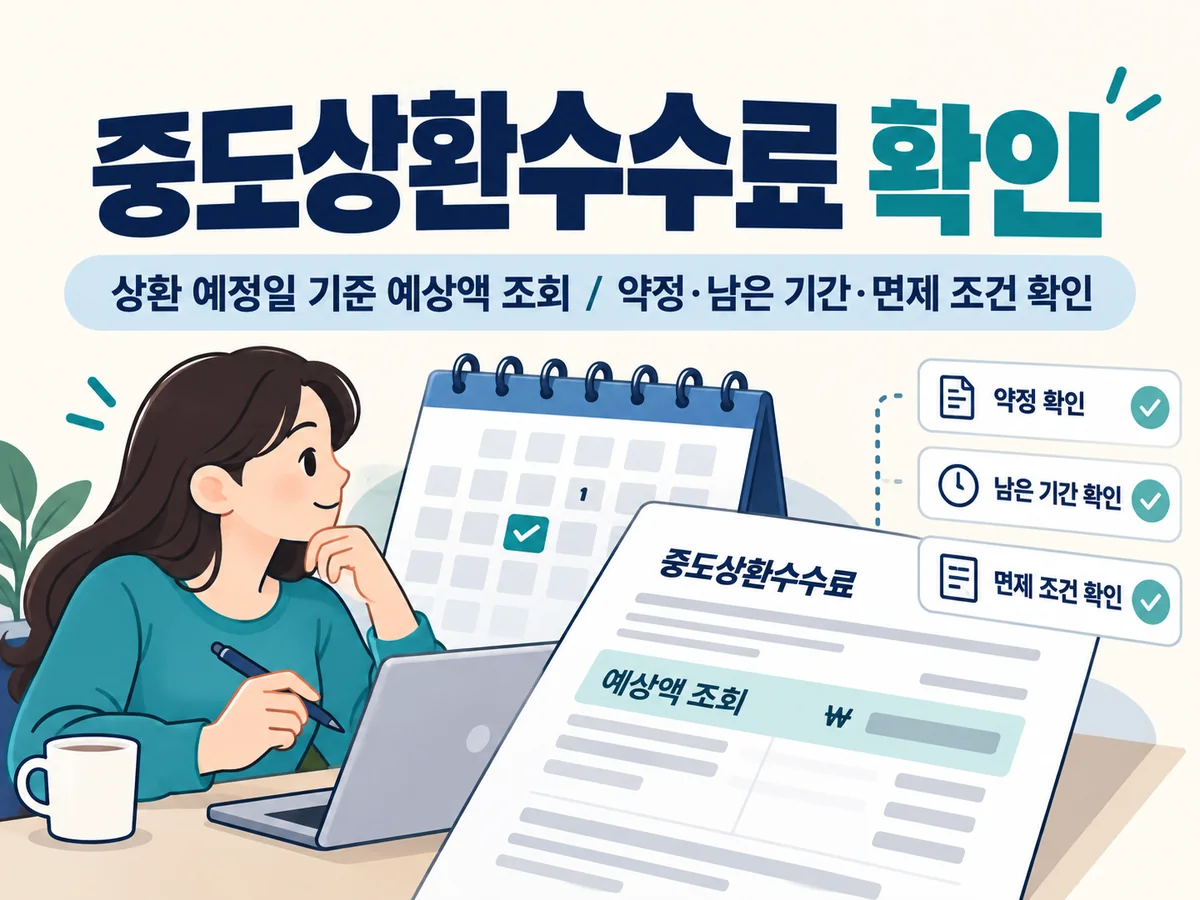 중도상환수수료 확인
상환 예정일 기준 예상액 조회 / 약정·남은 기간·면제 조건 확인
약정 확인
남은 기간 확인
면제 조건 확인
1
중도상환수수료
예상액 조회 ₩